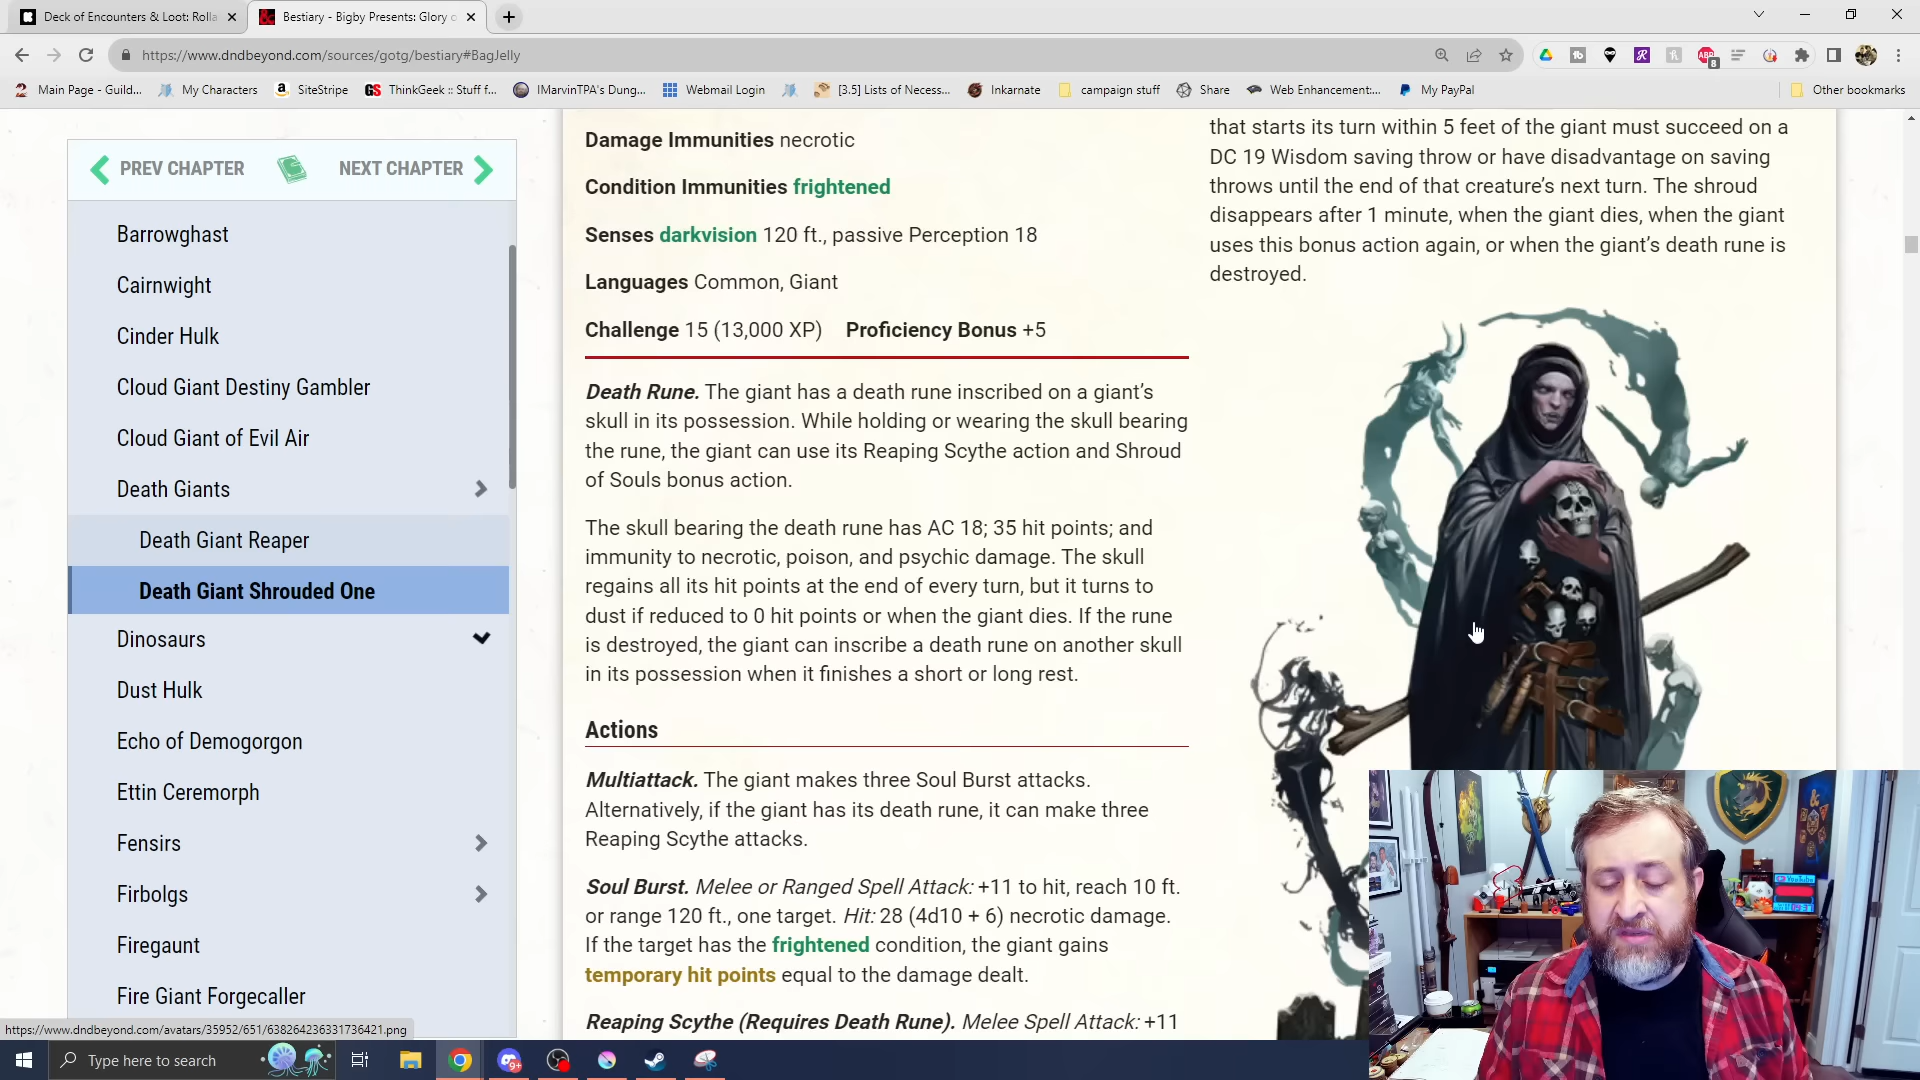 Deck of Encounters & Loot: Rolla
Bestiary - Bigby Presents: Glory o
https://www.dndbeyond.com/sources/gotg/bestiary#BagJelly
Main Page - Guild...
My Characters
SiteStripe
ThinkGeek :: Stuff f...
IMarvinTPA's Dung...
Webmail Login
[3.5] Lists of Necess...
Inkarnate
campaign stuff
Share
Web Enhancement:...
My PayPal
Other bookmarks
PREV CHAPTER
NEXT CHAPTER
Barrowghast
Cairnwight
Cinder Hulk
Cloud Giant Destiny Gambler
Cloud Giant of Evil Air
Death Giants
Death Giant Reaper
Death Giant Shrouded One
Dinosaurs
Dust Hulk
Echo of Demogorgon
Ettin Ceremorph
Fensirs
Firbolgs
Firegaunt
Fire Giant Forgecaller
Damage Immunities necrotic
Condition Immunities frightened
Senses darkvision 120 ft., passive Perception 18
Languages Common, Giant
Challenge 15 (13,000 XP) Proficiency Bonus +5
Death Rune. The giant has a death rune inscribed on a giant's
skull in its possession. While holding or wearing the skull bearing
the rune, the giant can use its Reaping Scythe action and Shroud
of Souls bonus action.
The skull bearing the death rune has AC 18; 35 hit points; and
immunity to necrotic, poison, and psychic damage. The skull
regains all its hit points at the end of every turn, but it turns to
dust if reduced to 0 hit points or when the giant dies. If the rune
is destroyed, the giant can inscribe a death rune on another skull
in its possession when it finishes a short or long rest.
Actions
Multiattack. The giant makes three Soul Burst attacks.
Alternatively, if the giant has its death rune, it can make three
Reaping Scythe attacks.
Soul Burst. Melee or Ranged Spell Attack: +11 to hit, reach 10 ft.
or range 120 ft., one target. Hit: 28 (4d10 + 6) necrotic damage.
If the target has the frightened condition, the giant gains
temporary hit points equal to the damage dealt.
Reaping Scythe (Requires Death Rune). Melee Spell Attack: +11
that starts its turn within 5 feet of the giant must succeed on a
DC 19 Wisdom saving throw or have disadvantage on saving
throws until the end of that creature's next turn. The shroud
disappears after 1 minute, when the giant dies, when the giant
uses this bonus action again, or when the giant's death rune is
destroyed.
https://www.dndbeyond.com/avatars/35952/651/638264236331736421.png
Type here to search
YouTube